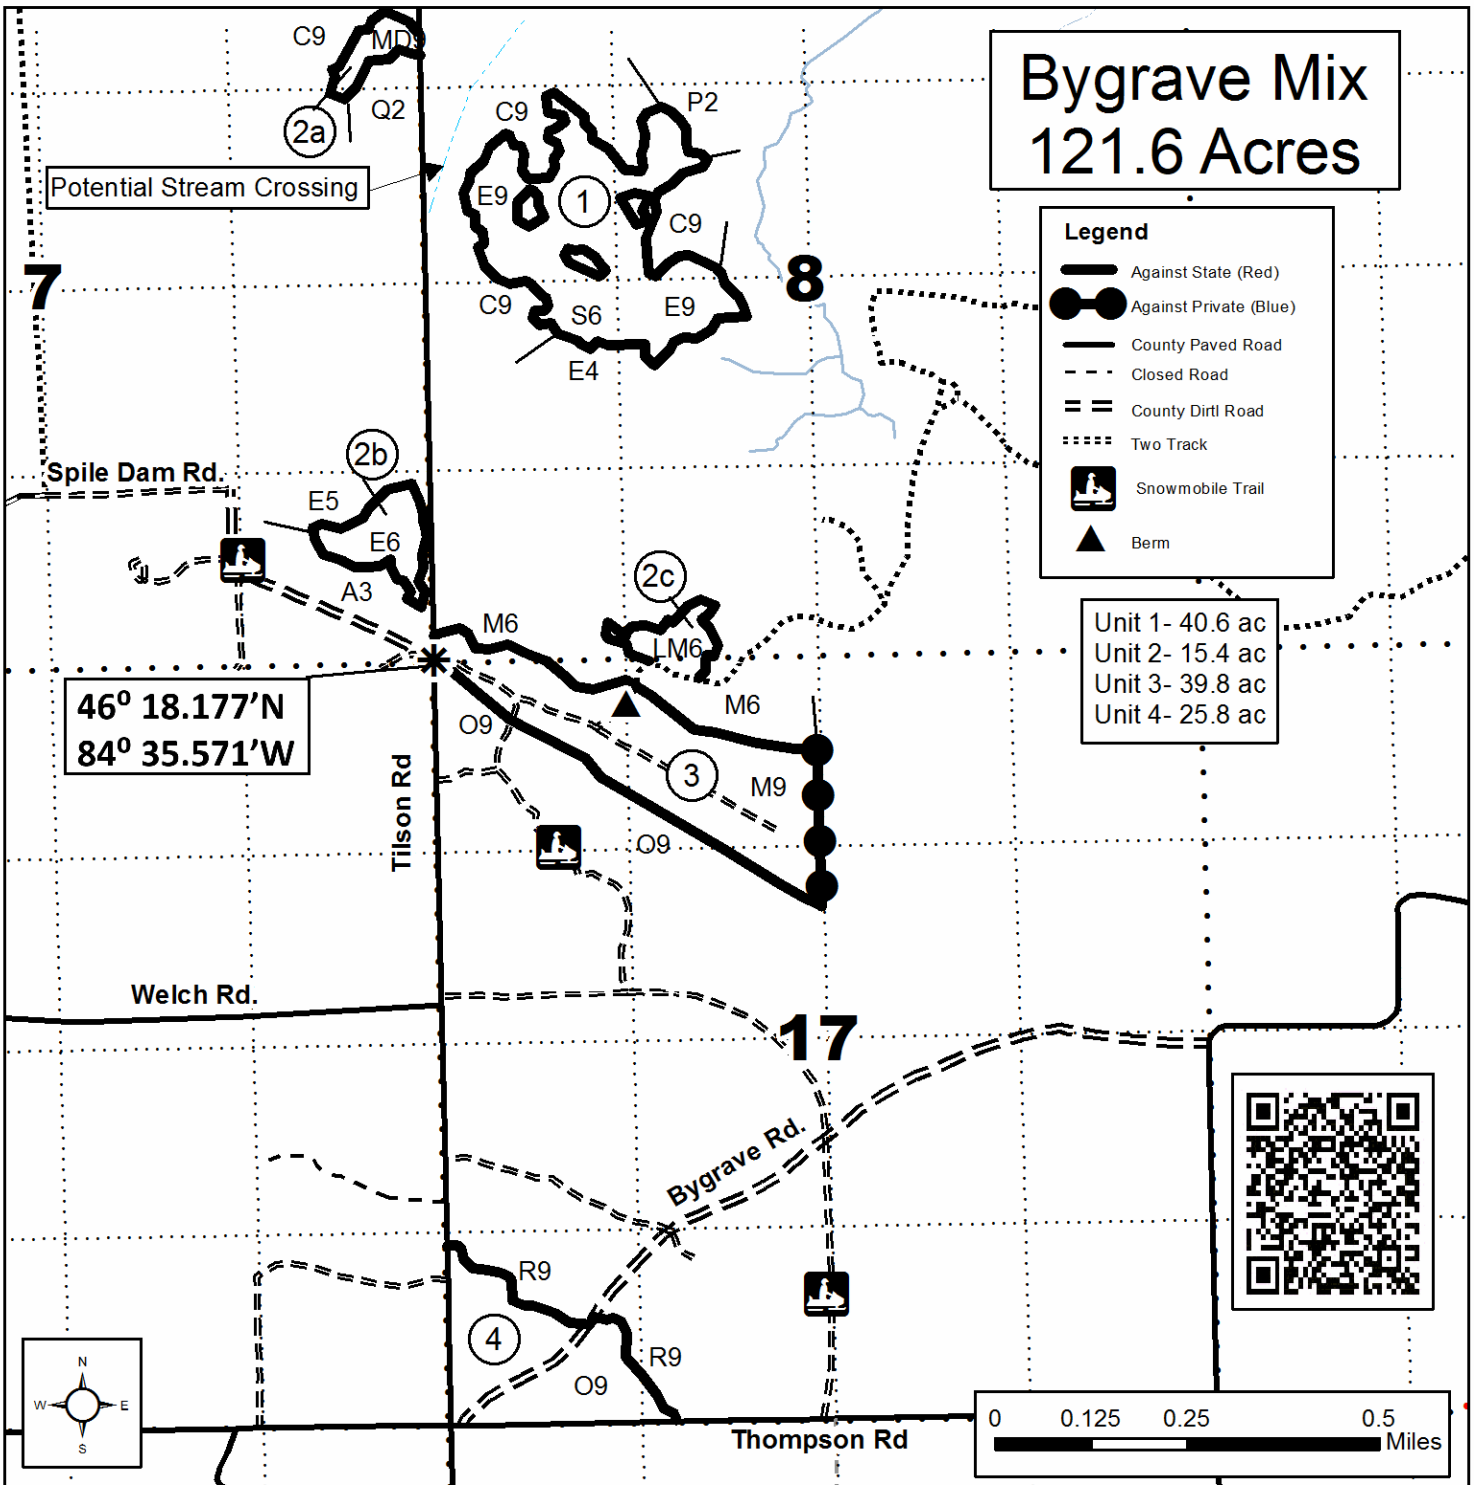 Bygrave Mix
121.6 Acres
C9
MD9
Q2
2a
Potential Stream Crossing
C9
P2
E9
1
C9
C9
S6
E9
E4
7
8
Legend
Against State (Red)
Against Private (Blue)
County Paved Road
Closed Road
County Dirtl Road
Two Track
Snowmobile Trail
Berm
Spile Dam Rd.
2b
E5
E6
A3
2c
M6
LM6
M6
Unit 1- 40.6 ac
Unit 2- 15.4 ac
Unit 3- 39.8 ac
Unit 4- 25.8 ac
46⁰ 18.177’N
84⁰ 35.571’W
O9
3
M9
O9
Tilson Rd
Welch Rd.
17
Bygrave Rd.
R9
4
R9
O9
N
W
E
S
Thompson Rd
0 0.125 0.25 0.5
Miles